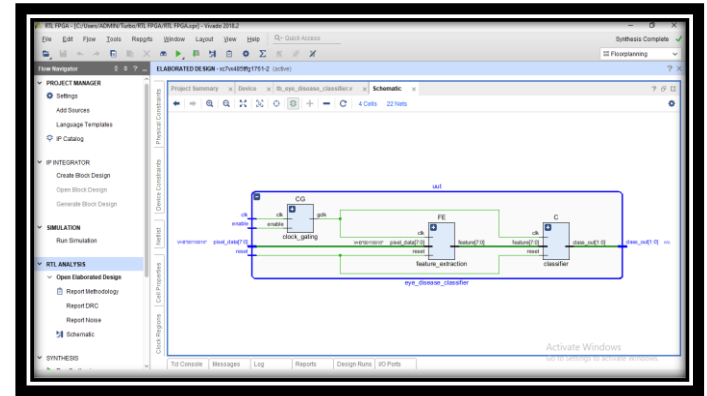 RTL FPGA - [C:/Users/ADMIN/Turbo/RTL FPGA/RTL FPGA.xpr] - Vivado 2018.2
File Edit Flow Tools Reports Window Layout View Help Quick Access
Synthesis Complete
Floorplanning
Flow Navigator
ELABORATED DESIGN - xc7vx485tffg1761-2 (active)
PROJECT MANAGER
Settings
Add Sources
Language Templates
IP Catalog
IP INTEGRATOR
Create Block Design
Open Block Design
Generate Block Design
SIMULATION
Run Simulation
RTL ANALYSIS
Open Elaborated Design
Report Methodology
Report DRC
Report Noise
Schematic
SYNTHESIS
Physical Constraints
Device Constraints
Netlist
Cell Properties
Clock Regions
Project Summary
Device
tb_eye_disease_classifier.v
Schematic
4 Cells 22 Nets
uut
CG
clk
enable
clk
enable
gclk
clock_gating
pixel_data[7:0]
reset
FE
clk
pixel_data[7:0]
reset
feature[7:0]
feature_extraction
C
clk
feature[7:0]
reset
class_out[1:0]
classifier
class_out[1:0]
eye_disease_classifier
Activate Windows
Go to Settings to activate Windows.
Tcl Console Messages Log Reports Design Runs I/O Ports